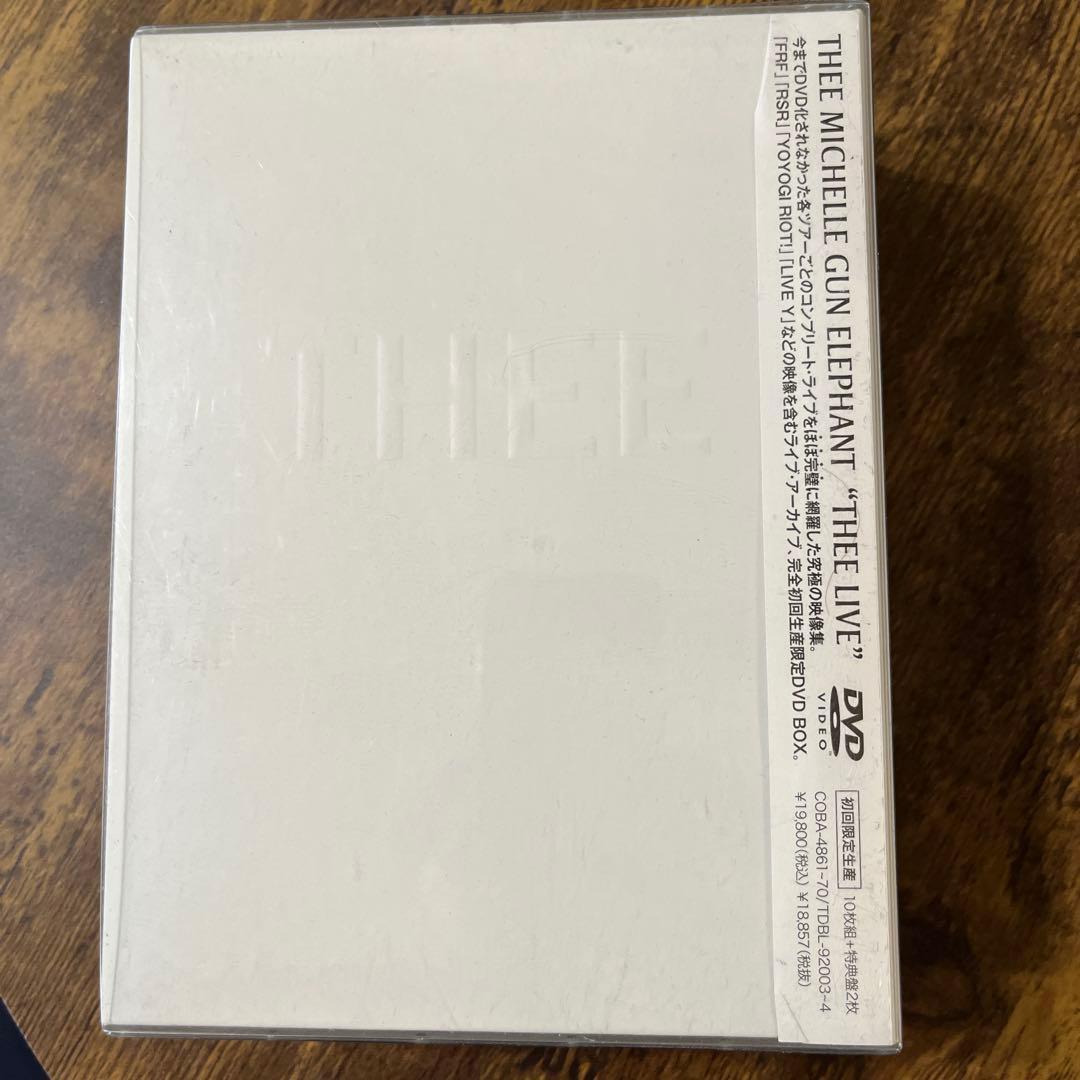 THEE MICHELLE GUN ELEPHANT “THEE LIVE”
今までDVD化されなかった各ツアーごとのコンプリート・ライブをほぼ完璧に網羅した究極の映像集。
「FRF」「RSR」「YOYOGI RIOT!」「LIVE Y」などの映像を含むライブ・アーカイブ、完全初回生産限定DVD BOX。
DVD
VIDEO
初回限定生産 10枚組+特典盤2枚
COBA-4861~70/TDBL-92003~4
¥19,800(税込) ¥18,857(税抜)
THEE